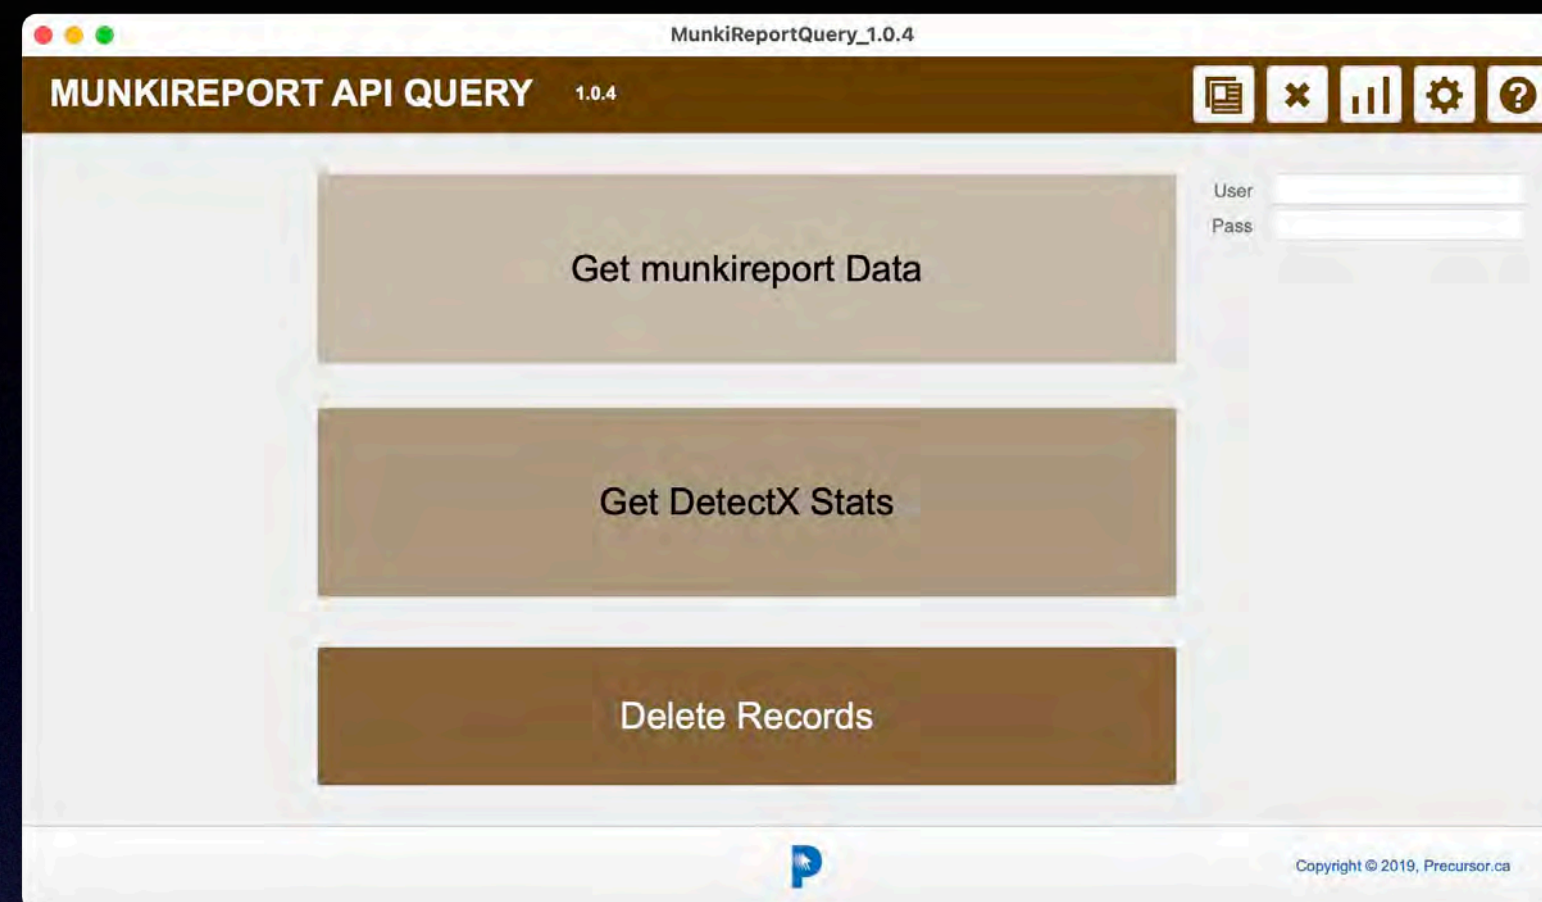 MunkiReportQuery_1.0.4
MUNKIREPORT API QUERY 1.0.4
User
Pass
Get munkireport Data
Get DetectX Stats
Delete Records
Copyright © 2019, Precursor.ca